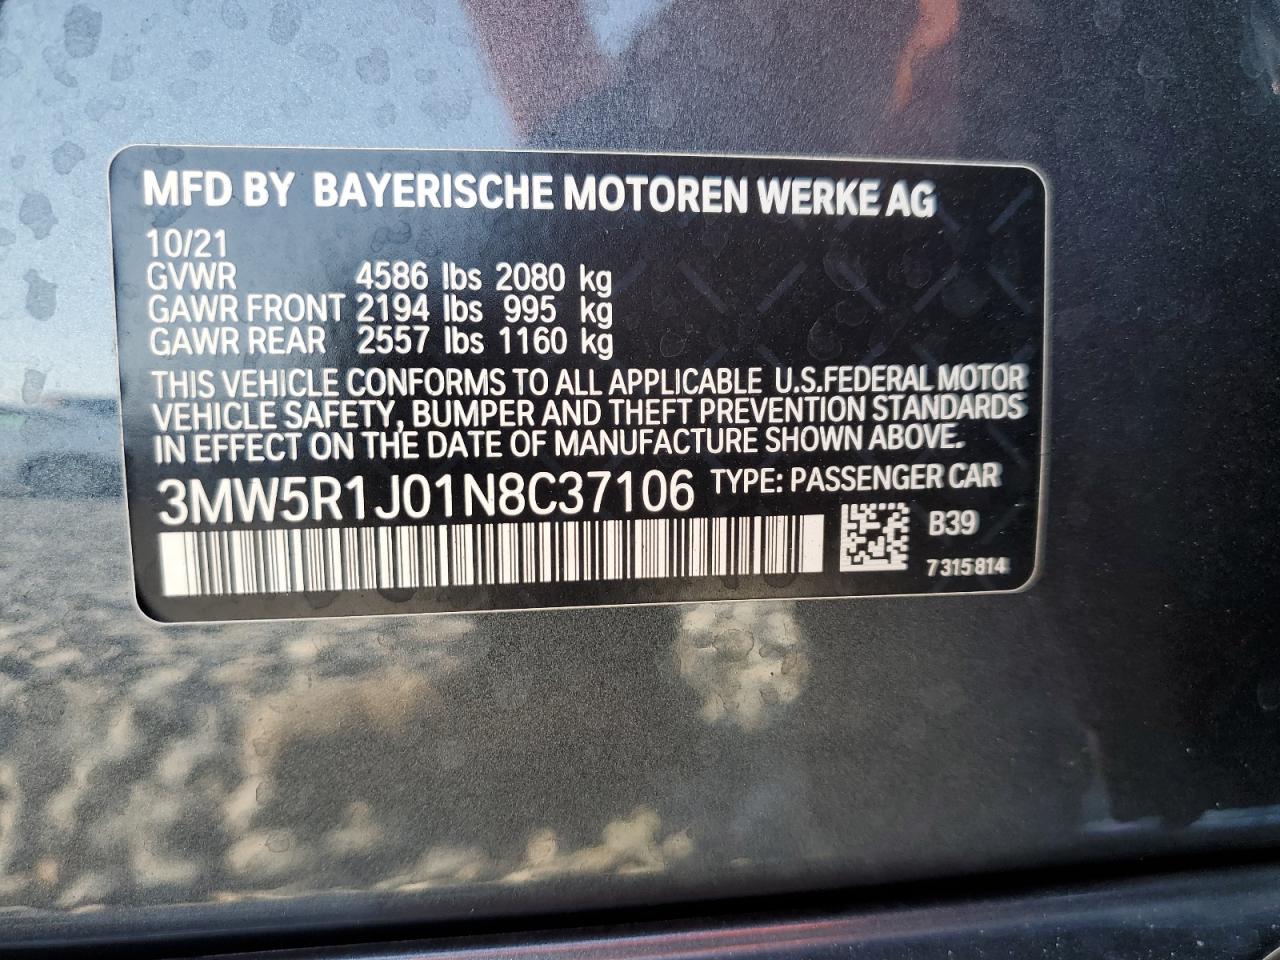 MFD BY BAYERISCHE MOTOREN WERKE AG
10/21
GVWR 4586 lbs 2080 kg
GAWR FRONT 2194 lbs 995 kg
GAWR REAR 2557 lbs 1160 kg
THIS VEHICLE CONFORMS TO ALL APPLICABLE U.S.FEDERAL MOTOR
VEHICLE SAFETY, BUMPER AND THEFT PREVENTION STANDARDS
IN EFFECT ON THE DATE OF MANUFACTURE SHOWN ABOVE.
3MW5R1J01N8C37106 TYPE: PASSENGER CAR
B39
7315814